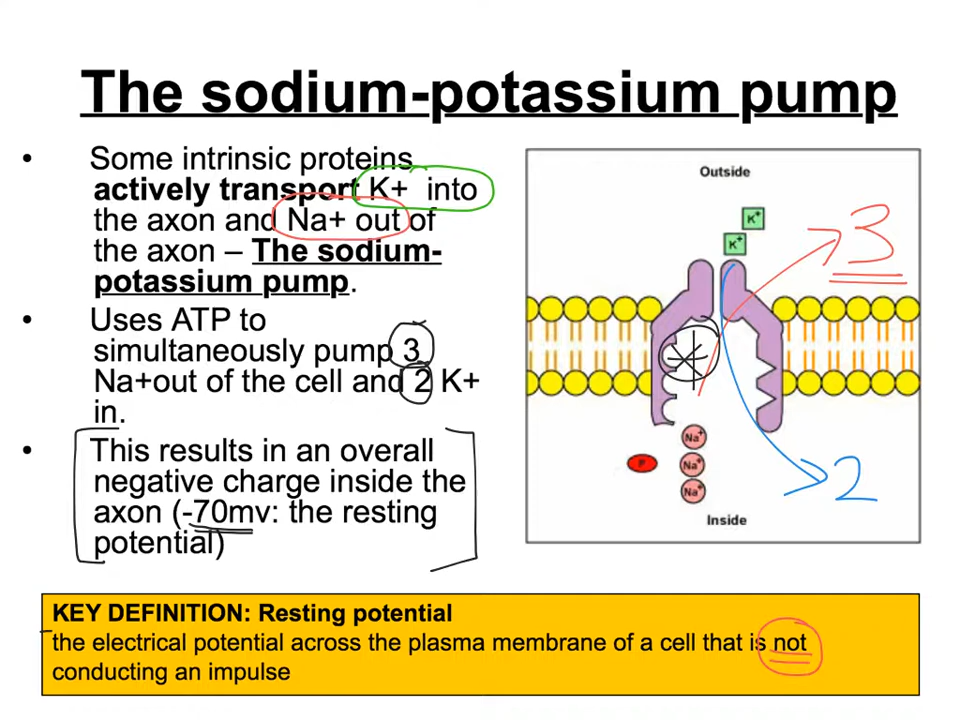 The sodium-potassium pump
• Some intrinsic proteins
actively transport K+ into
the axon and Na+ out of
the axon – The sodium-
potassium pump.
• Uses ATP to
simultaneously pump 3
Na+out of the cell and 2 K+
in.
• This results in an overall
negative charge inside the
axon (-70mv: the resting
potential)
Outside
K+
K+
3
Na+
P
Na+
Na+
2
Inside
KEY DEFINITION: Resting potential
the electrical potential across the plasma membrane of a cell that is not
conducting an impulse